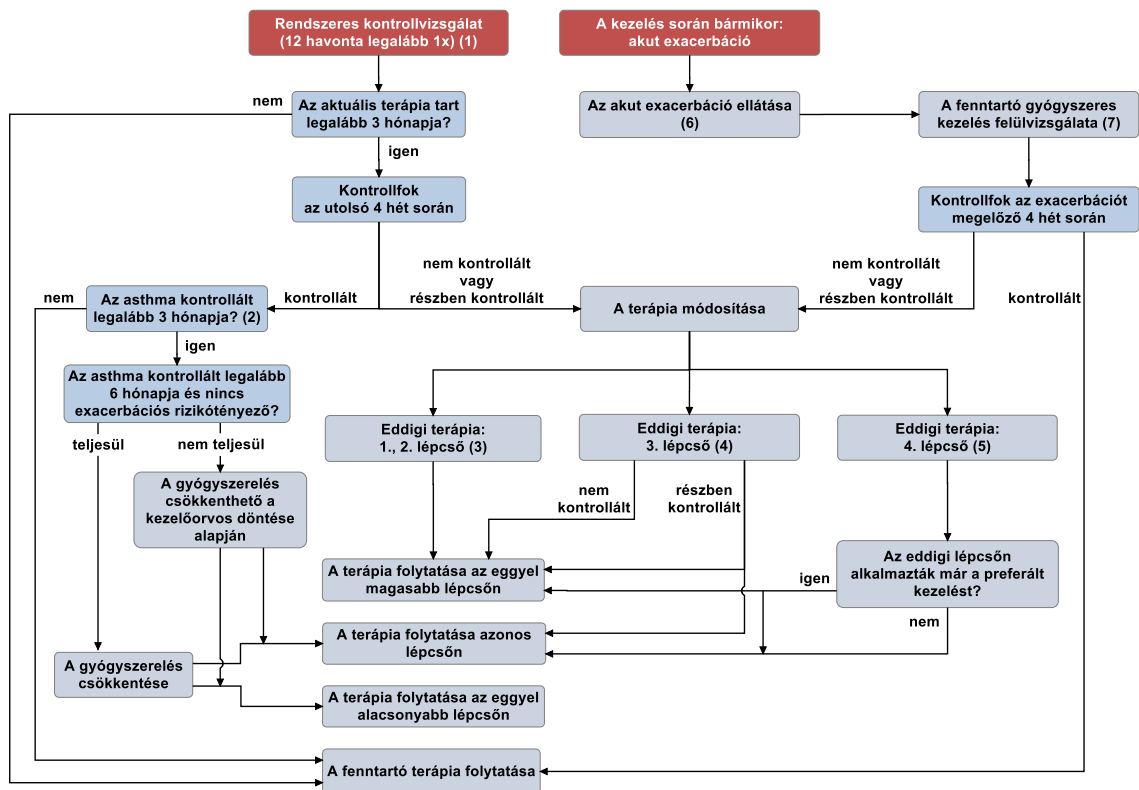 Rendszeres kontrollvizsgálat
(12 havonta legalább 1x) (1)
A kezelés során bármikor:
akut exacerbáció
nem
Az aktuális terápia tart
legalább 3 hónapja?
Az akut exacerbáció ellátása
(6)
A fenntartó gyógyszeres
kezelés felülvizsgálata (7)
igen
Kontrollfok
az utolsó 4 hét során
Kontrollfok az exacerbációt
megelőző 4 hét során
nem kontrollált
vagy
részben kontrollált
nem kontrollált
vagy
részben kontrollált
nem
kontrollált
kontrollált
Az asthma kontrollált
legalább 3 hónapja? (2)
A terápia módosítása
igen
Az asthma kontrollált legalább
6 hónapja és nincs
exacerbációs rizikótényező?
teljesül
nem teljesül
Eddigi terápia:
1., 2. lépcső (3)
Eddigi terápia:
3. lépcső (4)
Eddigi terápia:
4. lépcső (5)
A gyógyszerelés
csökkenthető a
kezelőorvos döntése
alapján
nem
kontrollált
részben
kontrollált
A terápia folytatása az eggyel
magasabb lépcsőn
igen
Az eddigi lépcsőn
alkalmazták már a preferált
kezelést?
nem
A terápia folytatása azonos
lépcsőn
A gyógyszerelés
csökkentése
A terápia folytatása az eggyel
alacsonyabb lépcsőn
A fenntartó terápia folytatása